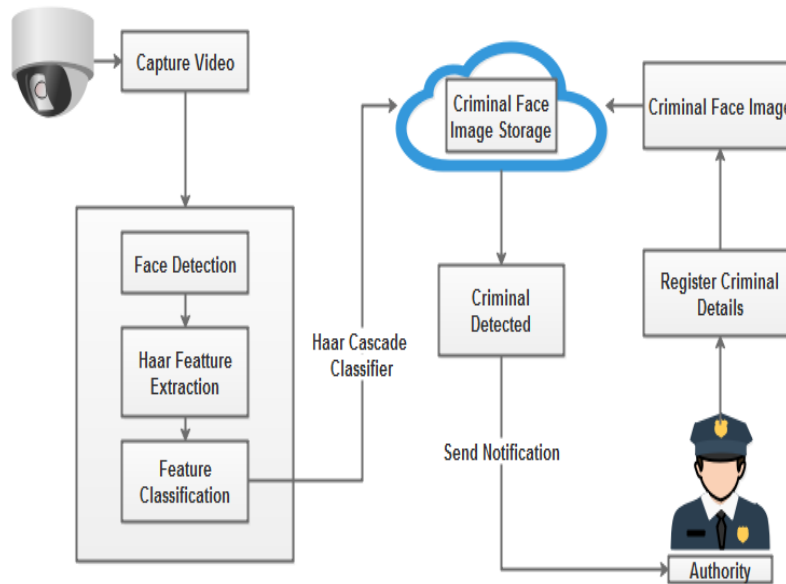 Capture Video
Criminal Face
Image Storage
Criminal Face Image
Face Detection
Haar Featture
Extraction
Feature
Classification
Haar Cascade
Classifier
Criminal
Detected
Register Criminal
Details
Send Notification
Authority